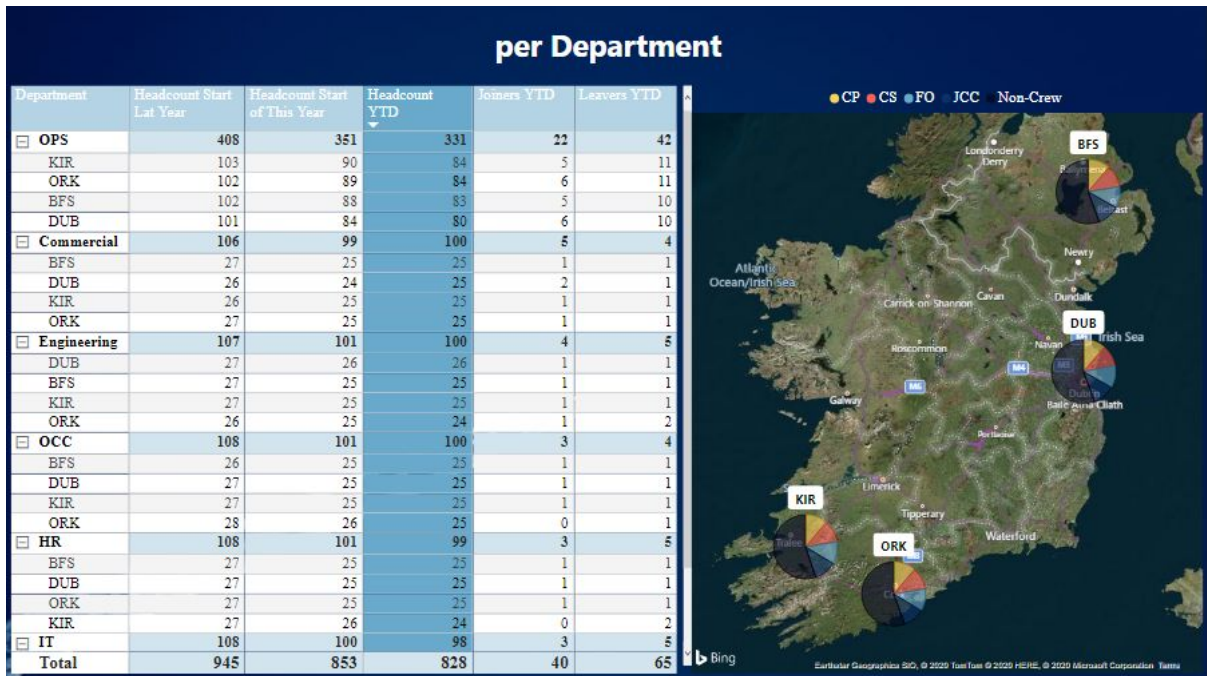 per Department
Department Headcount Start Lat Year Headcount Start of This Year Headcount YTD Joiners YTD Leavers YTD
OPS 408 351 331 22 42
KIR 103 90 84 5 11
ORK 102 89 84 6 11
BFS 102 88 83 5 10
DUB 101 84 80 6 10
Commercial 106 99 100 5 4
BFS 27 25 25 1 1
DUB 26 24 25 2 1
KIR 26 25 25 1 1
ORK 27 25 25 1 1
Engineering 107 101 100 4 5
DUB 27 26 26 1 1
BFS 27 25 25 1 1
KIR 27 25 25 1 1
ORK 26 25 24 1 2
OCC 108 101 100 3 4
BFS 26 25 25 1 1
DUB 27 25 25 1 1
KIR 27 25 25 1 1
ORK 28 26 25 0 1
HR 108 101 99 3 5
BFS 27 25 25 1 1
DUB 27 25 25 1 1
ORK 27 25 25 1 1
KIR 27 26 24 0 2
IT 108 100 98 3 5
Total 945 853 828 40 65
CP CS FO JCC Non-Crew
Londonderry
Derry
BFS
Ballymena
Belfast
Newry
Atlantic
Ocean/Irish Sea
Cavan
Carrick-on-Shannon
Dundalk
DUB
Irish Sea
Navan
Roscommon
M4
M3
M6
Dublin
Galway
Baile Átha Cliath
Portlaoise
Limerick
KIR
Tipperary
Waterford
Tralee
ORK
M8
Bing
Earthstar Geographics SIO, © 2020 TomTom © 2020 HERE, © 2020 Microsoft Corporation Terms